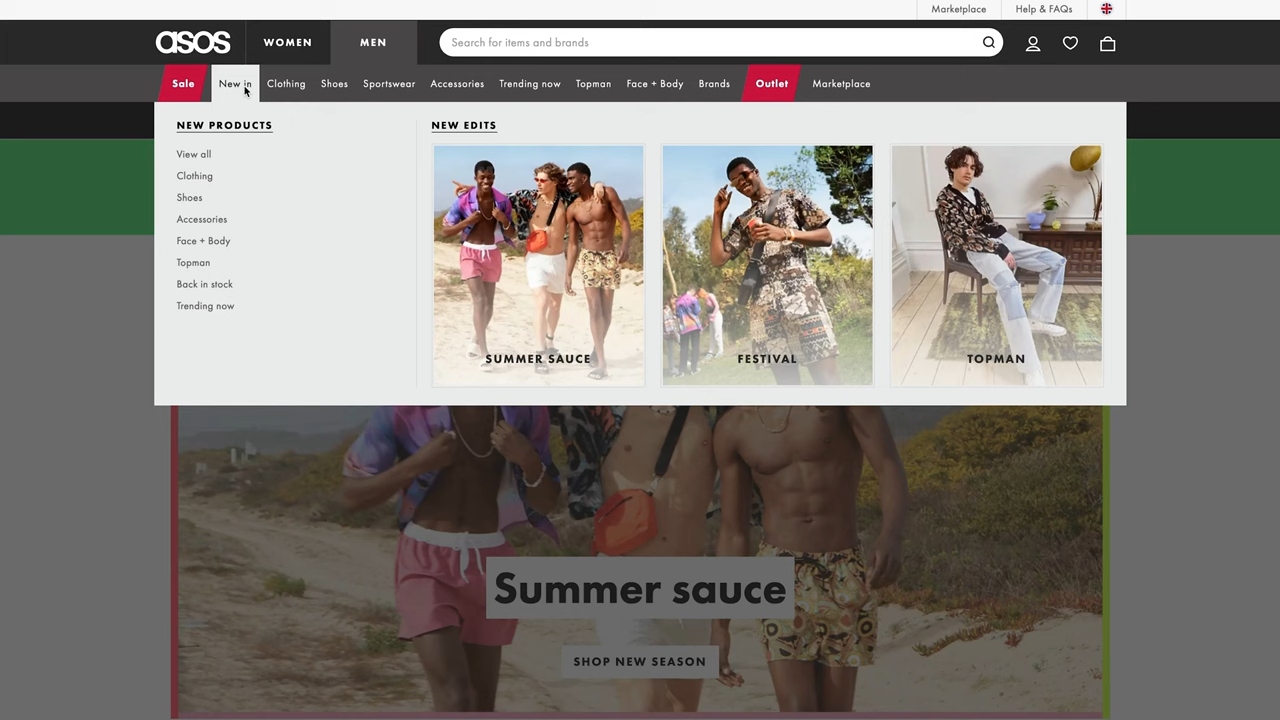 Marketplace
Help & FAQs
asos
WOMEN
MEN
Search for items and brands
Sale
New in
Clothing
Shoes
Sportswear
Accessories
Trending now
Topman
Face + Body
Brands
Outlet
Marketplace
NEW PRODUCTS
View all
Clothing
Shoes
Accessories
Face + Body
Topman
Back in stock
Trending now
NEW EDITS
SUMMER SAUCE
FESTIVAL
TOPMAN
Summer sauce
SHOP NEW SEASON